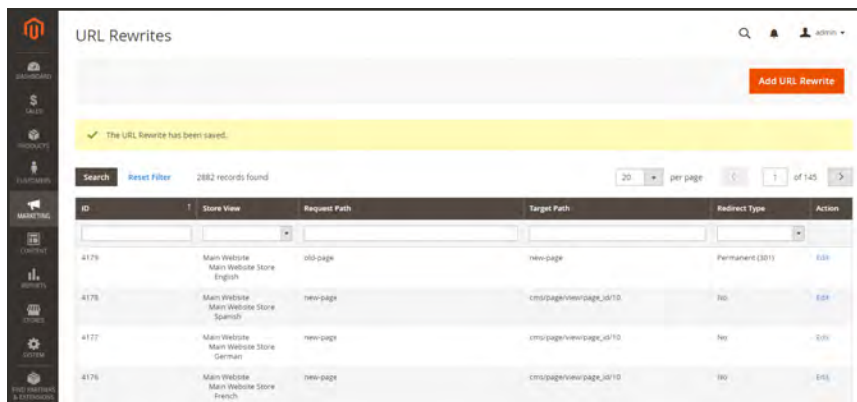 URL Rewrites
admin
Add URL Rewrite
The URL Rewrite has been saved.
Search Reset Filter 2882 records found 20 per page 1 of 145
ID Store View Request Path Target Path Redirect Type Action
4179 Main Website old-page new-page Permanent (301) Edit
Main Website Store
English
4178 Main Website new-page cms/page/view/page_id/10 No Edit
Main Website Store
Spanish
4177 Main Website new-page cms/page/view/page_id/10 No Edit
Main Website Store
German
4176 Main Website new-page cms/page/view/page_id/10 No Edit
Main Website Store
French
DASHBOARD
SALES
PRODUCTS
CUSTOMERS
MARKETING
CONTENT
REPORTS
STORES
SYSTEM
FIND PARTNERS
& EXTENSIONS